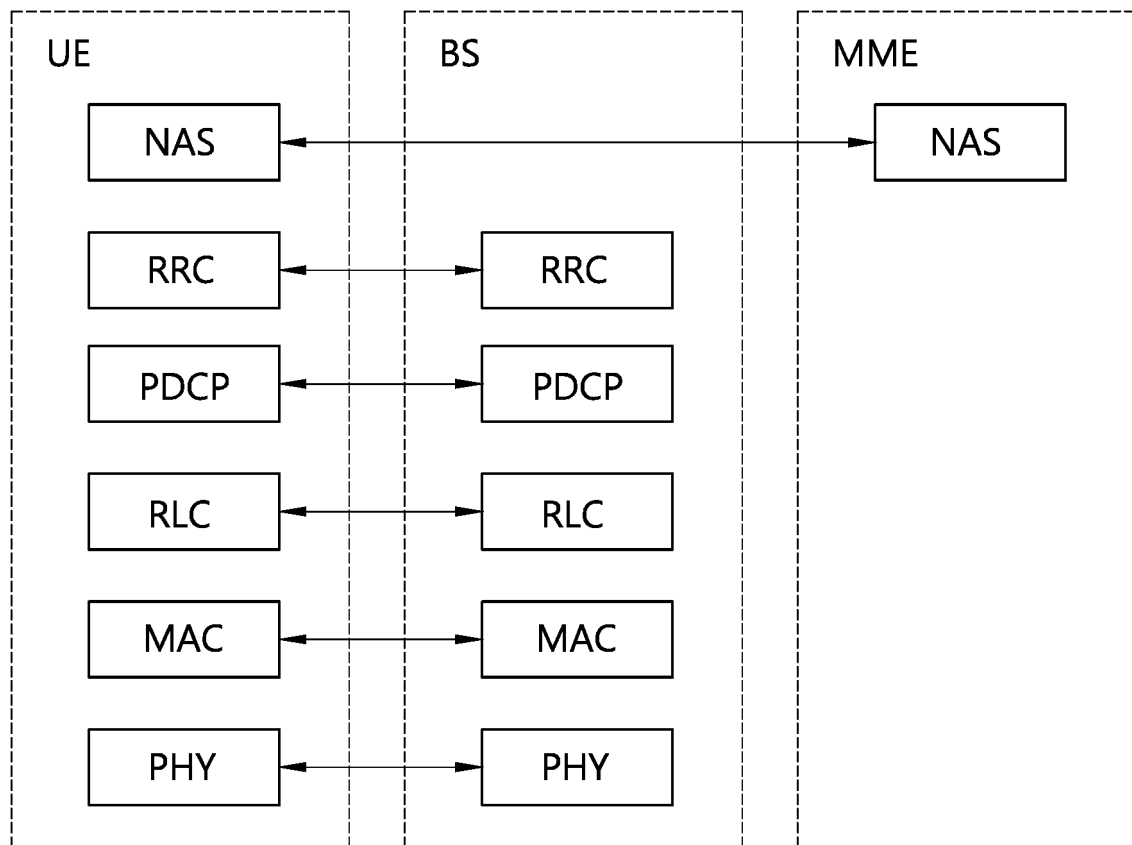 UE BS MME
NAS NAS
RRC RRC
PDCP PDCP
RLC RLC
MAC MAC
PHY PHY